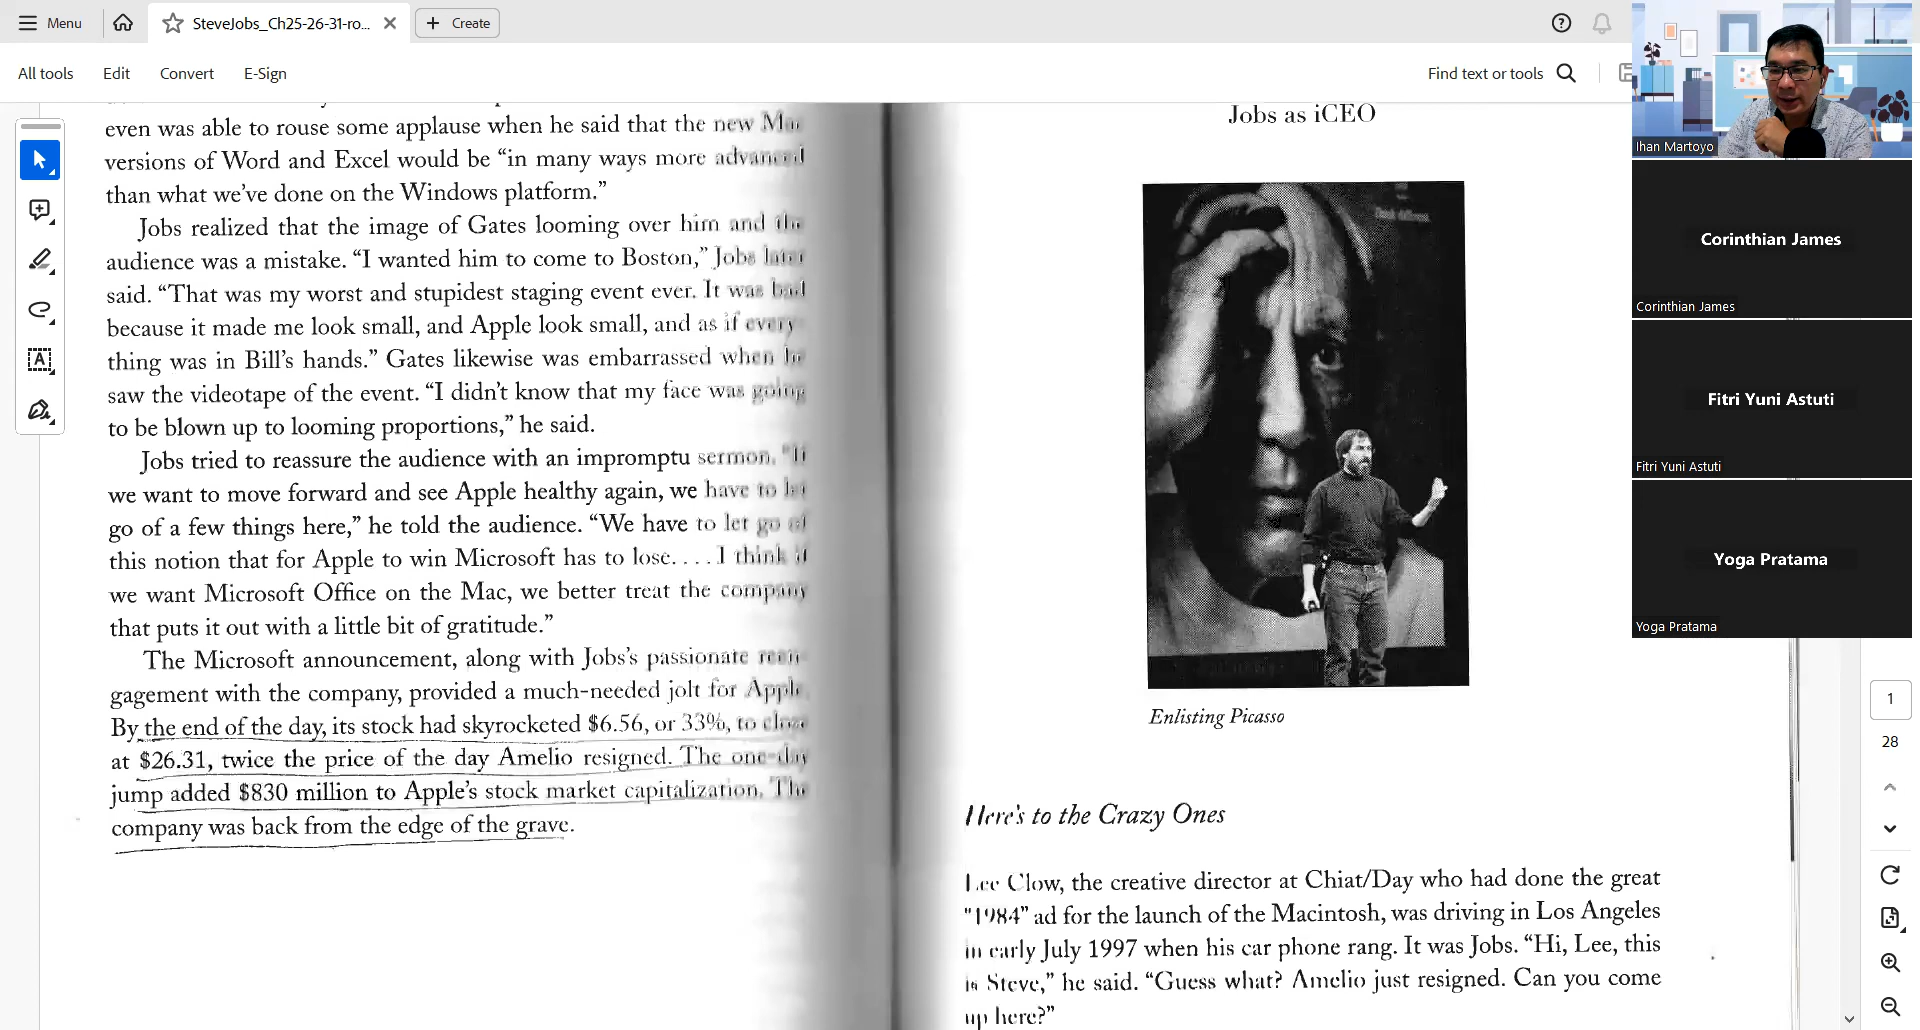 Menu
SteveJobs_Ch25-26-31-ro...
Create
All tools
Edit
Convert
E-Sign
Find text or tools
even was able to rouse some applause when he said that the new
versions of Word and Excel would be “in many ways more advanced
than what we’ve done on the Windows platform.”
Jobs realized that the image of Gates looming over him and the
audience was a mistake. “I wanted him to come to Boston,” Jobs later
said. “That was my worst and stupidest staging event ever. It was bad
because it made me look small, and Apple look small, and as if every
thing was in Bill’s hands.” Gates likewise was embarrassed when he
saw the videotape of the event. “I didn’t know that my face was going
to be blown up to looming proportions,” he said.
Jobs tried to reassure the audience with an impromptu sermon. “If
we want to move forward and see Apple healthy again, we have to let
go of a few things here,” he told the audience. “We have to let go of
this notion that for Apple to win Microsoft has to lose. . . . I think if
we want Microsoft Office on the Mac, we better treat the company
that puts it out with a little bit of gratitude.”
The Microsoft announcement, along with Jobs’s passionate
gagement with the company, provided a much-needed jolt for Apple.
By the end of the day, its stock had skyrocketed $6.56, or 33%, to close
at $26.31, twice the price of the day Amelio resigned. The one-day
jump added $830 million to Apple’s stock market capitalization. The
company was back from the edge of the grave.
Jobs as iCEO
Enlisting Picasso
Here’s to the Crazy Ones
Lee Clow, the creative director at Chiat/Day who had done the great
“1984” ad for the launch of the Macintosh, was driving in Los Angeles
in early July 1997 when his car phone rang. It was Jobs. “Hi, Lee, this
is Steve,” he said. “Guess what? Amelio just resigned. Can you come
up here?”
Ihan Martoyo
Corinthian James
Corinthian James
Fitri Yuni Astuti
Fitri Yuni Astuti
Yoga Pratama
Yoga Pratama
1
28